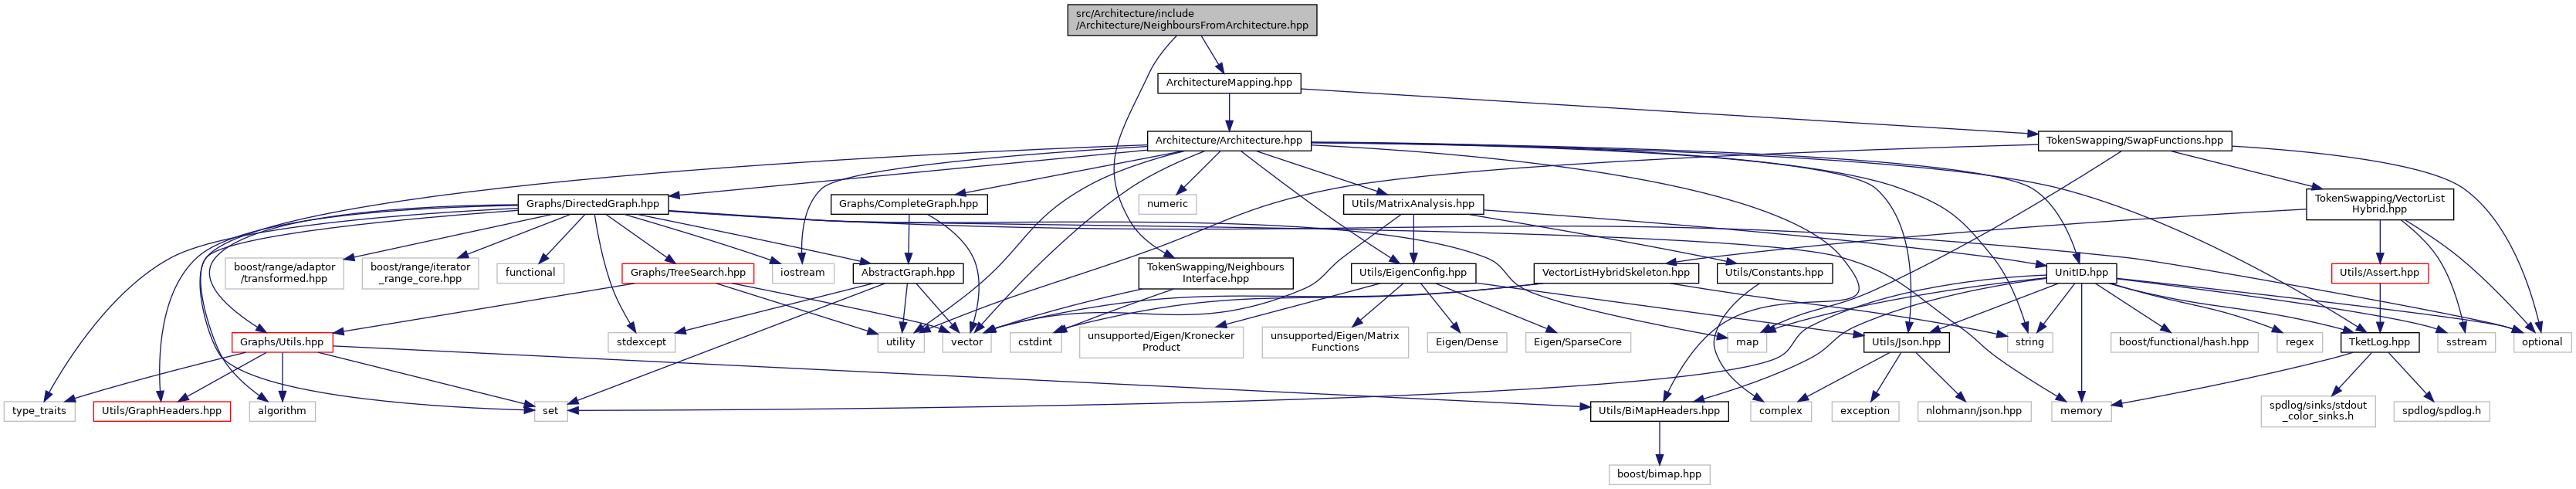 src/Architecture/include
/Architecture/NeighboursFromArchitecture.hpp
ArchitectureMapping.hpp
Architecture/Architecture.hpp
TokenSwapping/SwapFunctions.hpp
Graphs/DirectedGraph.hpp
Graphs/CompleteGraph.hpp
numeric
Utils/MatrixAnalysis.hpp
TokenSwapping/VectorList
Hybrid.hpp
boost/range/adaptor
/transformed.hpp
boost/range/iterator
_range_core.hpp
functional
Graphs/TreeSearch.hpp
iostream
AbstractGraph.hpp
TokenSwapping/Neighbours
Interface.hpp
Utils/EigenConfig.hpp
VectorListHybridSkeleton.hpp
Utils/Constants.hpp
UnitID.hpp
Utils/Assert.hpp
Graphs/Utils.hpp
stdexcept
utility
vector
cstdint
unsupported/Eigen/Kronecker
Product
unsupported/Eigen/Matrix
Functions
Eigen/Dense
Eigen/SparseCore
map
Utils/Json.hpp
string
boost/functional/hash.hpp
regex
TketLog.hpp
sstream
optional
type_traits
Utils/GraphHeaders.hpp
algorithm
set
Utils/BiMapHeaders.hpp
complex
exception
nlohmann/json.hpp
memory
spdlog/sinks/stdout
_color_sinks.h
spdlog/spdlog.h
boost/bimap.hpp